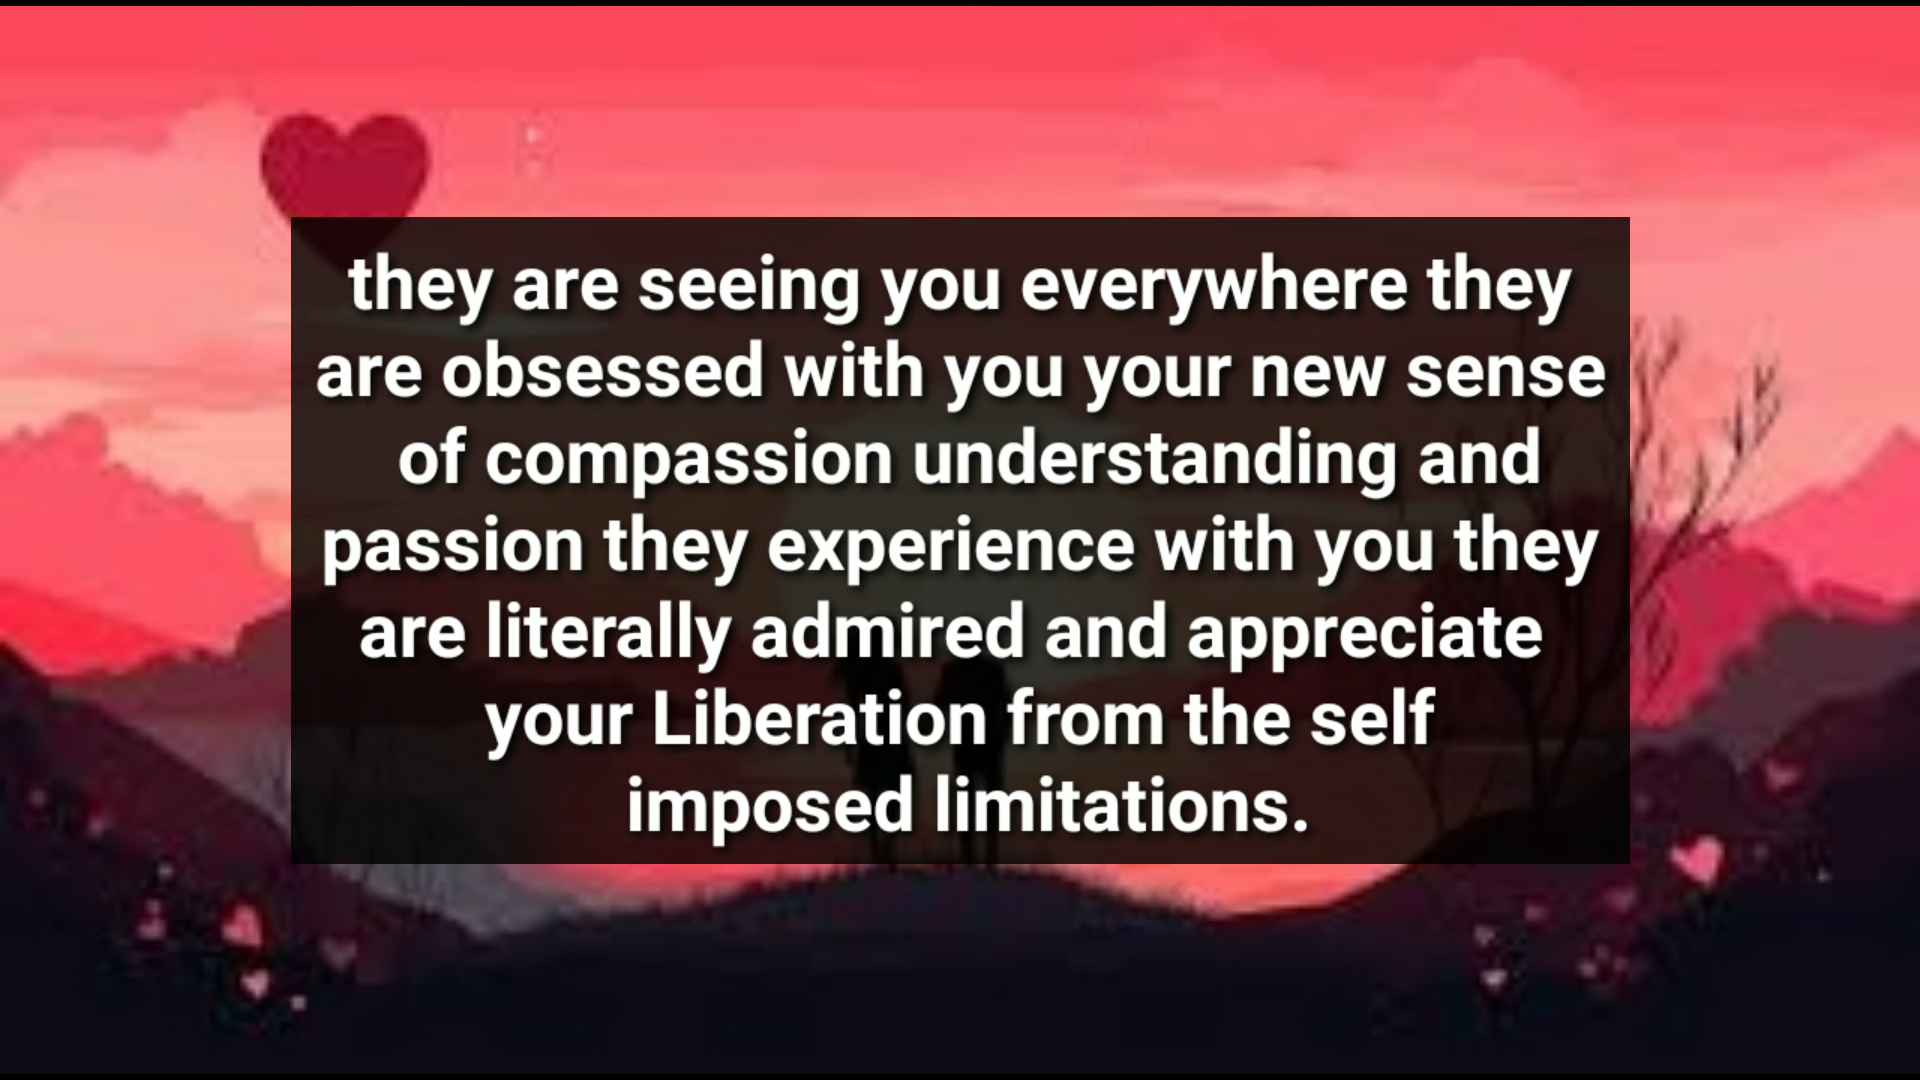 they are seeing you everywhere they
are obsessed with you your new sense
of compassion understanding and
passion they experience with you they
are literally admired and appreciate
your Liberation from the self
imposed limitations.